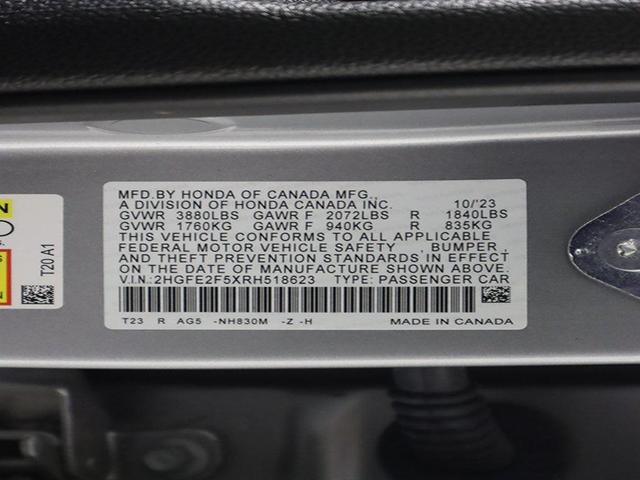 MFD.BY HONDA OF CANADA MFG.,
A DIVISION OF HONDA CANADA INC. 10/'23
GVWR 3880LBS GAWR F 2072LBS R 1840LBS
GVWR 1760KG GAWR F 940KG R 835KG
THIS VEHICLE CONFORMS TO ALL APPLICABLE
FEDERAL MOTOR VEHICLE SAFETY , BUMPER,
AND THEFT PREVENTION STANDARDS IN EFFECT
ON THE DATE OF MANUFACTURE SHOWN ABOVE.
V.I.N.:2HGFE2F5XRH518623 TYPE: PASSENGER CAR
T23 R AG5 -NH830M -Z -H MADE IN CANADA
T20 A1